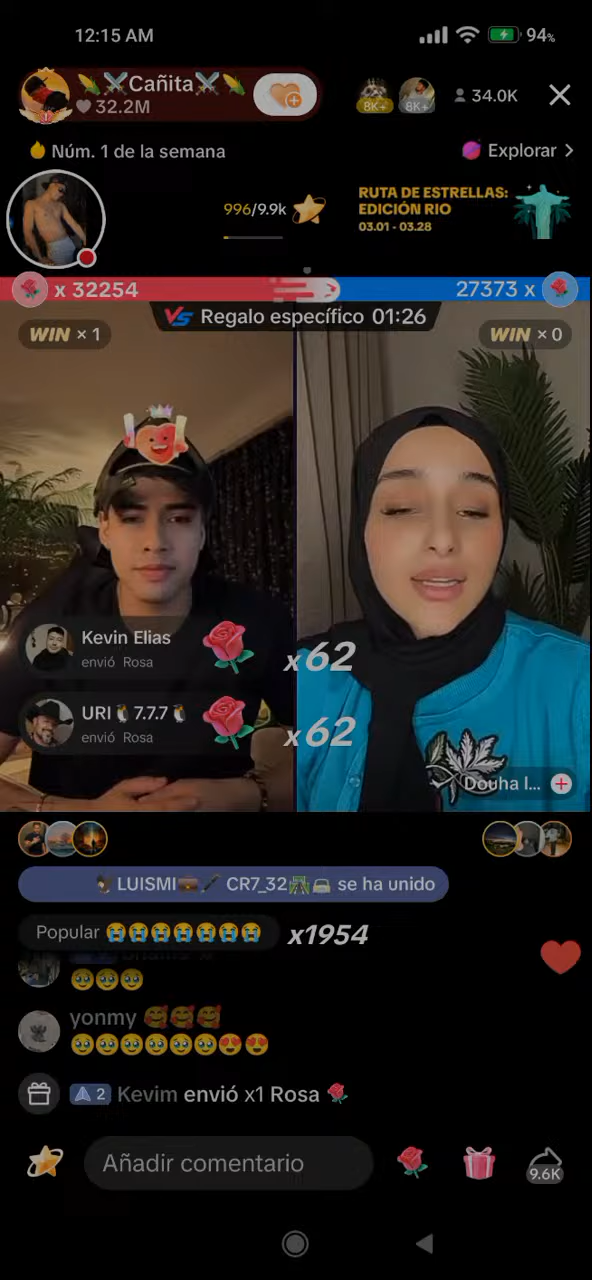 12:15 AM
94%
🌽⚔️Cañita⚔️🌽
32.2M
8K+
8K+
34.0K
Núm. 1 de la semana
Explorar
996/9.9k
RUTA DE ESTRELLAS:
EDICIÓN RIO
03.01 - 03.28
x 32254
27373 x
VS Regalo específico 01:26
WIN × 1
WIN × 0
Kevin Elias
envió Rosa
x62
URI🐧7.7.7🐧
envió Rosa
x62
Douha l...
LUISMI💼 CR7_32 se ha unido
Popular 😭😭😭😭😭😭😭
x1954
🥹🥹🥹
yonmy 🥰🥰🥰
🥹🥹🥹🥹🥹🥹😍😍
2 Kevim envió x1 Rosa 🌹
Añadir comentario
9.6K